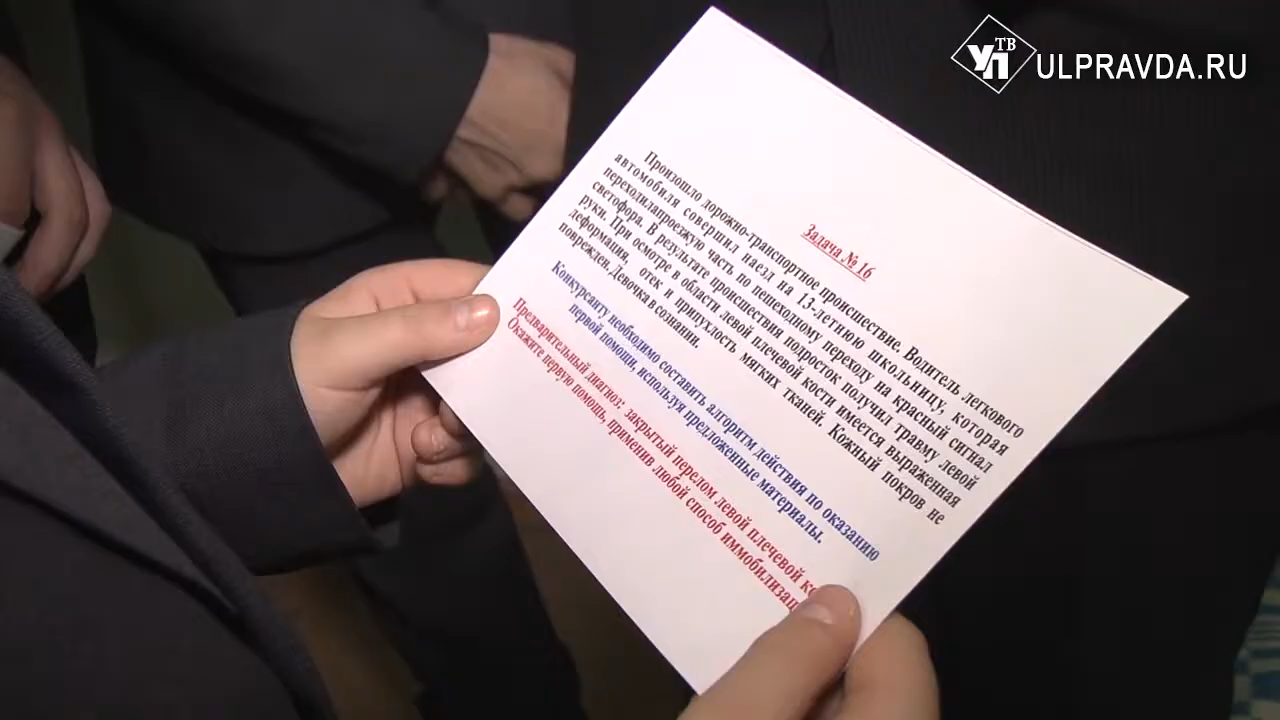 УП ТВ
ULPRAVDA.RU
Задача № 16
Произошло дорожно-транспортное происшествие. Водитель легкового
автомобиля совершил наезд на 13-летнюю школьницу, которая
переходилапроезжую часть по пешеходному переходу на красный сигнал
светофора. В результате происшествия подросток получил травму левой
руки. При осмотре в области левой плечевой кости имеется выраженная
деформация, отек и припухлость мягких тканей. Кожный покров не
поврежден. Девочка в сознании.
Конкурсанту необходимо составить алгоритм действия по оказанию
первой помощи, используя предложенные материалы.
Предварительный диагноз: закрытый перелом левой плечевой
Окажите первую помощь, применив любой способ